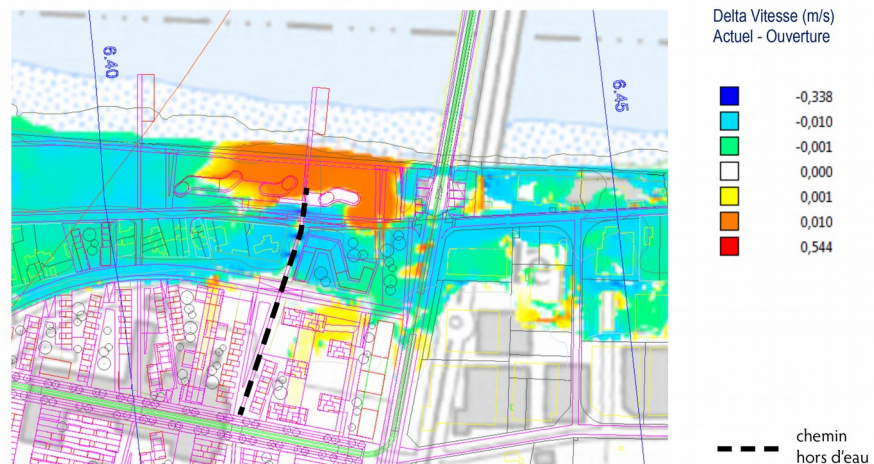 Delta Vitesse (m/s)
Actuel - Ouverture
6.40
6.45
-0,338
-0,010
-0,001
0,000
0,001
0,010
0,544
chemin
hors d'eau